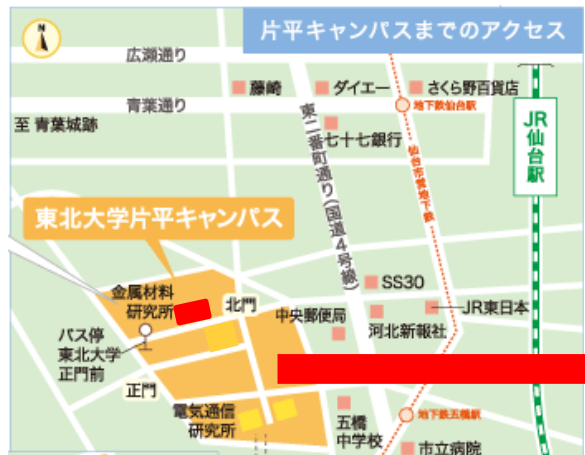 片平キャンパスまでのアクセス
N
広瀬通り
藤崎
ダイエー
さくら野百貨店
青葉通り
地下鉄仙台駅
至 青葉城跡
七十七銀行
JR仙台駅
東二番町通り(国道4号線)
仙台市営地下鉄
東北大学片平キャンパス
SS30
金属材料
研究所
北門
中央郵便局
JR東日本
河北新報社
バス停
東北大学
正門前
正門
電気通信
研究所
五橋
中学校
地下鉄五橋駅
市立病院